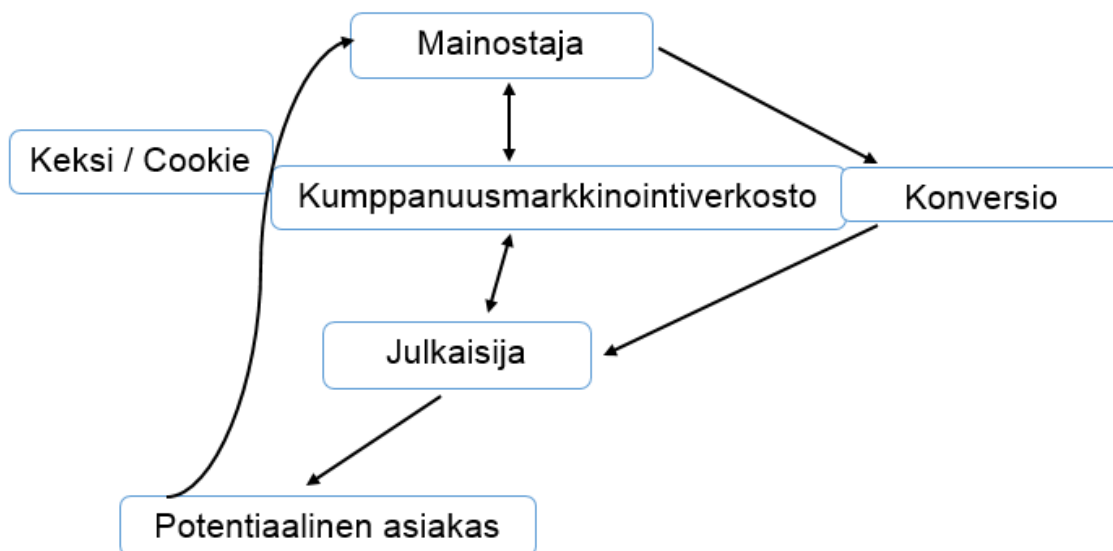 Mainostaja
Keksi / Cookie
Kumppanuusmarkkinointiverkosto
Konversio
Julkaisija
Potentiaalinen asiakas